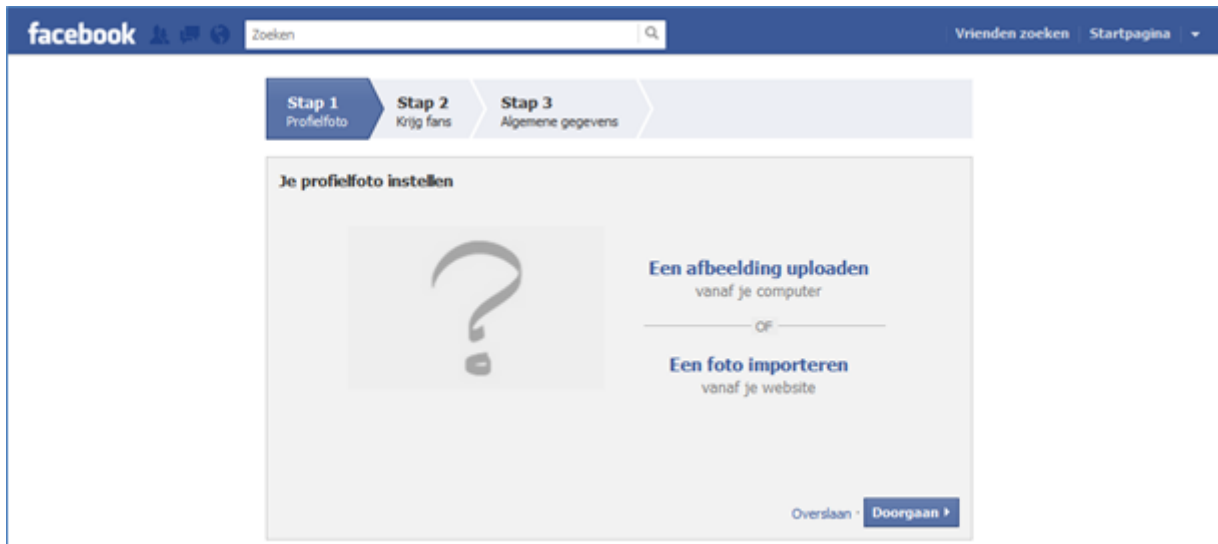 facebook Zoeken Vrienden zoeken Startpagina
Stap 1 Stap 2 Stap 3
Profielfoto Krijg fans Algemene gegevens
Je profielfoto instellen
Een afbeelding uploaden
vanaf je computer
OF
Een foto importeren
vanaf je website
Overslaan · Doorgaan